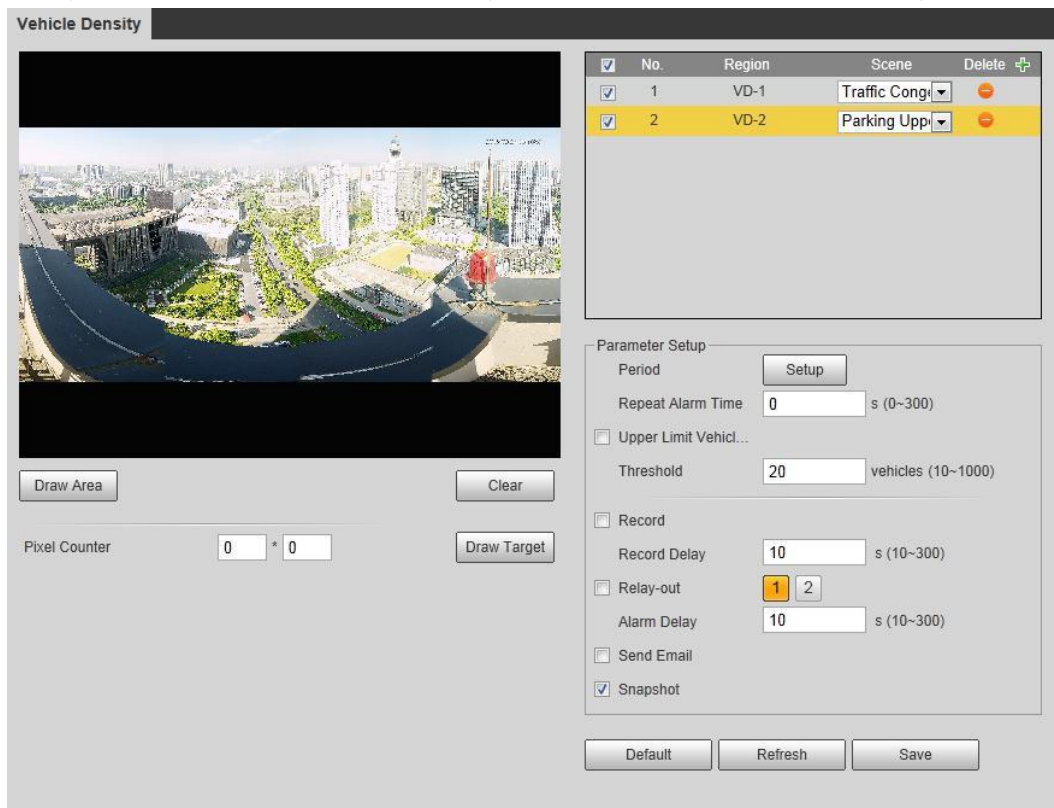 Vehicle Density
No. Region Scene Delete
1 VD-1 Traffic Cong
2 VD-2 Parking Upp
Parameter Setup
Period Setup
Repeat Alarm Time 0 s (0~300)
Upper Limit Vehicl...
Threshold 20 vehicles (10~1000)
Draw Area Clear
Record
Pixel Counter 0 * 0 Draw Target
Record Delay 10 s (10~300)
Relay-out 1 2
Alarm Delay 10 s (10~300)
Send Email
Snapshot
Default Refresh Save